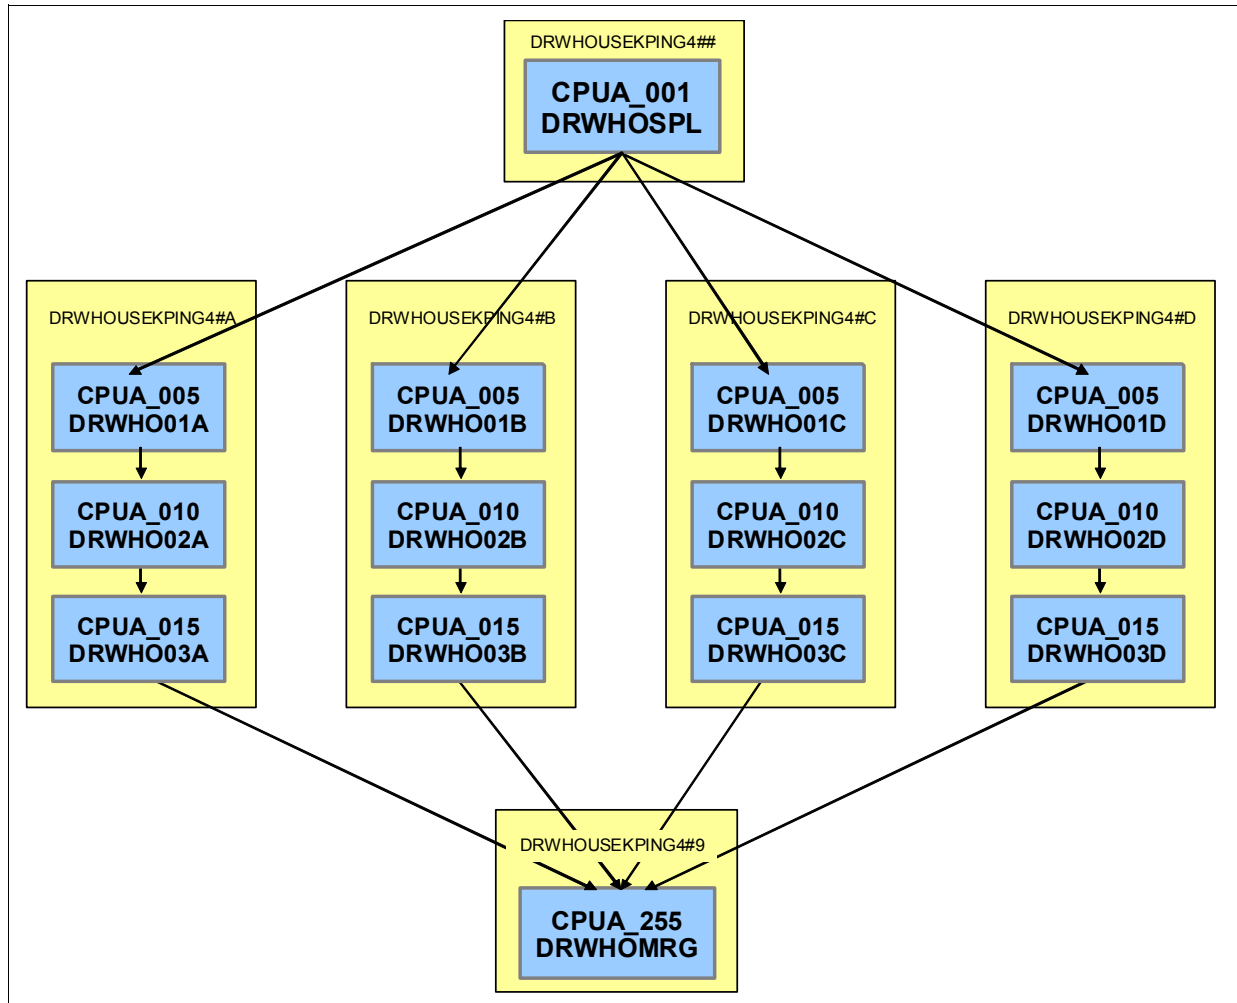 DRWHOUSEKPING4##
CPUA_001
DRWHOSPL
DRWHOUSEKPING4#A
CPUA_005
DRWHO01A
CPUA_010
DRWHO02A
CPUA_015
DRWHO03A
DRWHOUSEKPING4#B
CPUA_005
DRWHO01B
CPUA_010
DRWHO02B
CPUA_015
DRWHO03B
DRWHOUSEKPING4#C
CPUA_005
DRWHO01C
CPUA_010
DRWHO02C
CPUA_015
DRWHO03C
DRWHOUSEKPING4#D
CPUA_005
DRWHO01D
CPUA_010
DRWHO02D
CPUA_015
DRWHO03D
DRWHOUSEKPING4#9
CPUA_255
DRWHOMRG